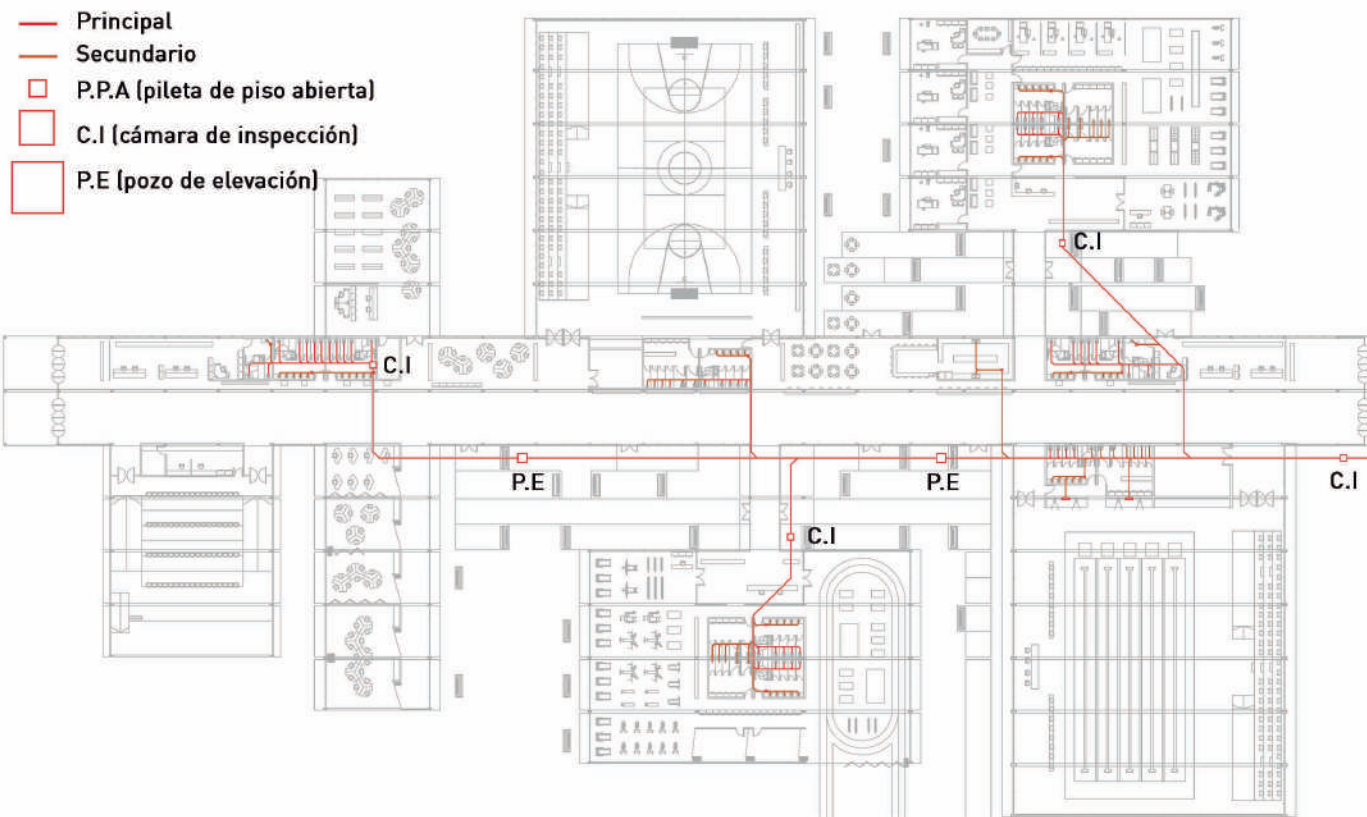 Principal
Secundario
P.P.A (pileta de piso abierta)
C.I (cámara de inspección)
P.E (pozo de elevación)
C.I
C.I
P.E
P.E
C.I
C.I